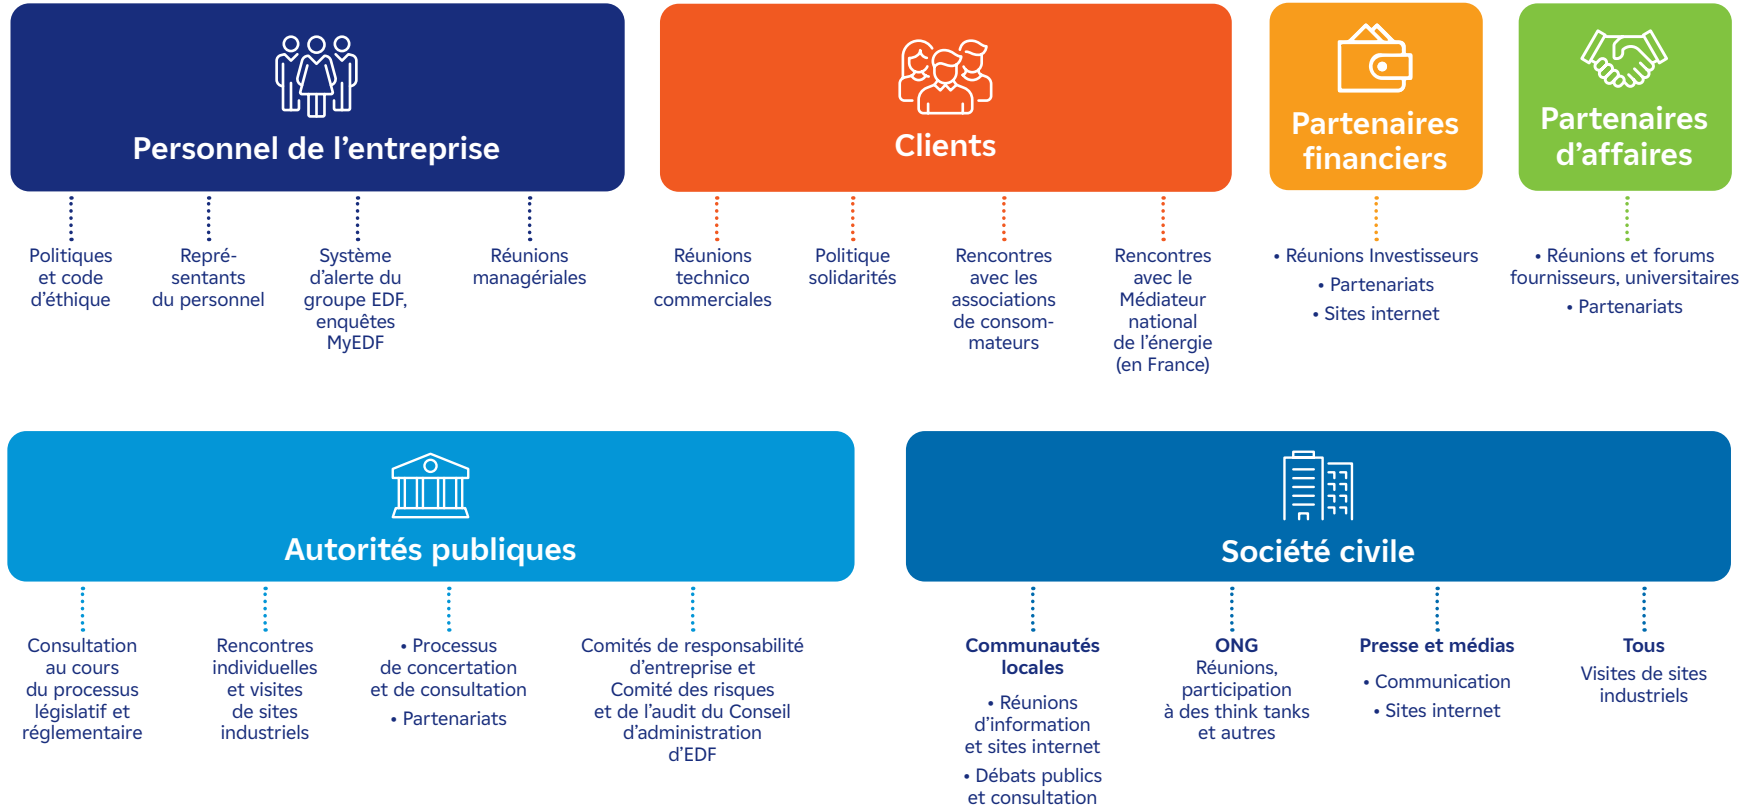 Personnel de l'entreprise
Politiques
et code
d'éthique
Repré-
sentants
du personnel
Système
d'alerte du
groupe EDF,
enquêtes
MyEDF
Réunions
managériales
Clients
Réunions
technico
commerciales
Politique
solidarités
Rencontres
avec les
associations
de consom-
mateurs
Rencontres
avec le
Médiateur
national
de l'énergie
(en France)
Partenaires
financiers
• Réunions Investisseurs
• Partenariats
• Sites internet
Partenaires
d'affaires
• Réunions et forums
fournisseurs, universitaires
• Partenariats
Autorités publiques
Consultation
au cours
du processus
législatif et
réglementaire
Rencontres
individuelles
et visites
de sites
industriels
• Processus
de concertation
et de consultation
• Partenariats
Comités de responsabilité
d'entreprise et
Comité des risques
et de l'audit du Conseil
d'administration
d'EDF
Société civile
Communautés
locales
• Réunions
d'information
et sites internet
• Débats publics
et consultation
ONG
Réunions,
participation
à des think tanks
et autres
Presse et médias
• Communication
• Sites internet
Tous
Visites de sites
industriels